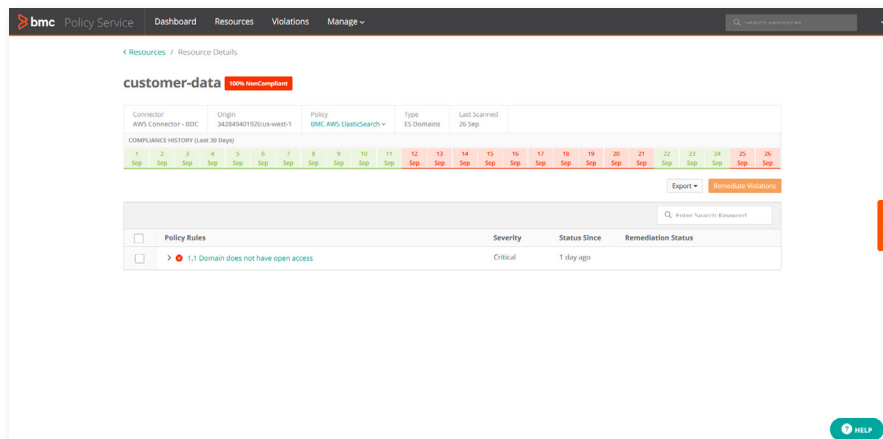 bmc Policy Service Dashboard Resources Violations Manage Search Resources
Resources / Resource Details
customer-data 100% NonCompliant
Connector Origin Policy Type Last Scanned
AWS Connector - BDC 342849401926/us-west-1 BMC AWS ElasticSearch ES Domains 26 Sep
COMPLIANCE HISTORY (Last 30 Days)
1 2 3 4 5 6 7 8 9 10 11 12 13 14 15 16 17 18 19 20 21 22 23 24 25 26
Sep Sep Sep Sep Sep Sep Sep Sep Sep Sep Sep Sep Sep Sep Sep Sep Sep Sep Sep Sep Sep Sep Sep Sep Sep Sep
Export Remediate Violations
Enter Search Keyword
Policy Rules Severity Status Since Remediation Status
1.1 Domain does not have open access Critical 1 day ago
? HELP